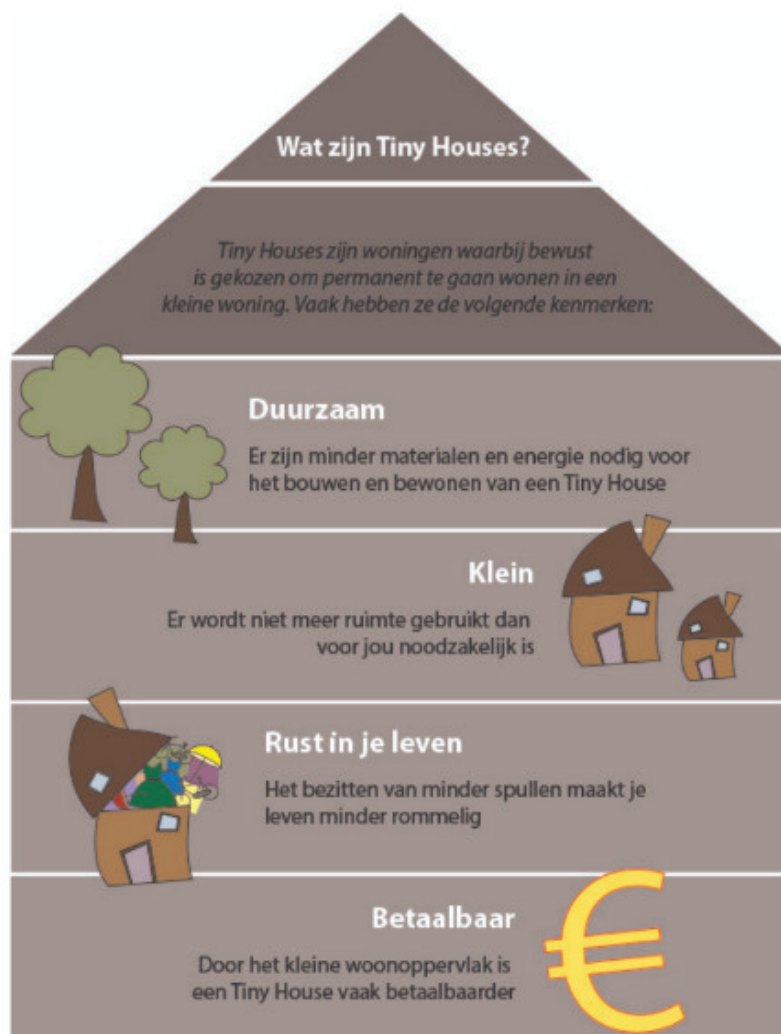 Wat zijn Tiny Houses?
Tiny Houses zijn woningen waarbij bewust
is gekozen om permanent te gaan wonen in een
kleine woning. Vaak hebben ze de volgende kenmerken:
Duurzaam
Er zijn minder materialen en energie nodig voor
het bouwen en bewonen van een Tiny House
Klein
Er wordt niet meer ruimte gebruikt dan
voor jou noodzakelijk is
Rust in je leven
Het bezitten van minder spullen maakt je
leven minder rommelig
Betaalbaar
Door het kleine woonoppervlak is
een Tiny House vaak betaalbaarder
€